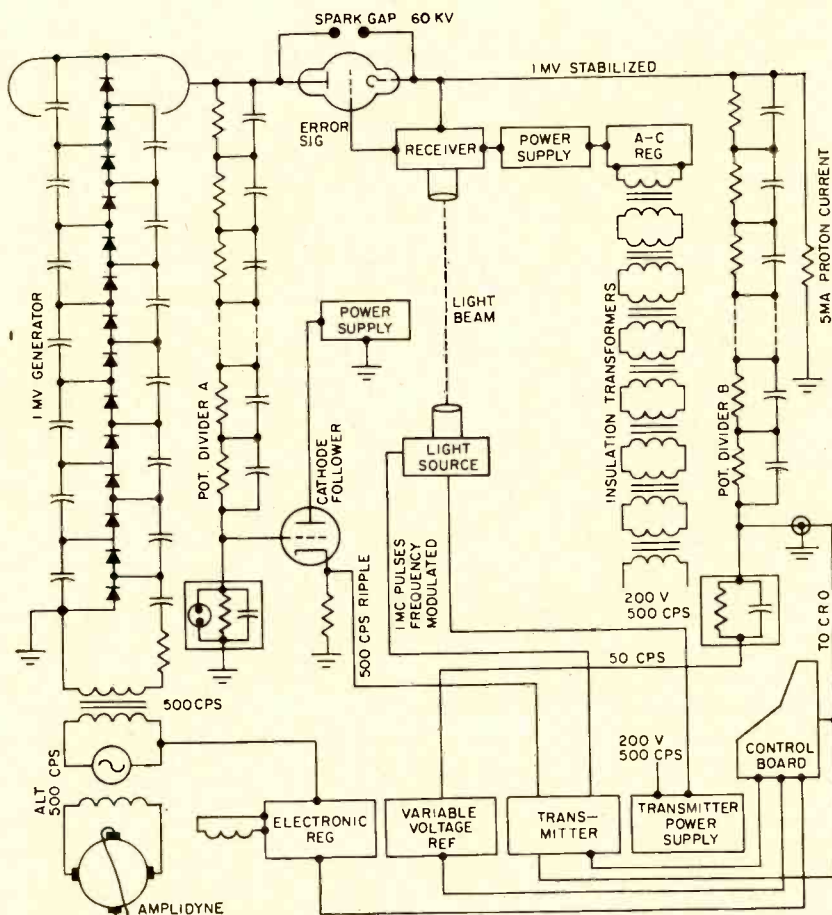 SPARK GAP 60 KV
1 MV STABILIZED
ERROR
SIG
RECEIVER
POWER
SUPPLY
A-C
REG
1 MV GENERATOR
POT. DIVIDER A
POWER
SUPPLY
CATHODE
FOLLOWER
LIGHT
BEAM
INSULATION TRANSFORMERS
POT. DIVIDER B
5MA PROTON CURRENT
LIGHT
SOURCE
500 CPS RIPPLE
1 MC PULSES
FREQUENCY
MODULATED
200 V
500 CPS
50 CPS
TO C.R.O.
500 CPS
ALT
500 CPS
200 V
500 CPS
CONTROL
BOARD
ELECTRONIC
REG
VARIABLE
VOLTAGE
REF
TRANS-
MITTER
TRANSMITTER
POWER
SUPPLY
AMPLIDYNE